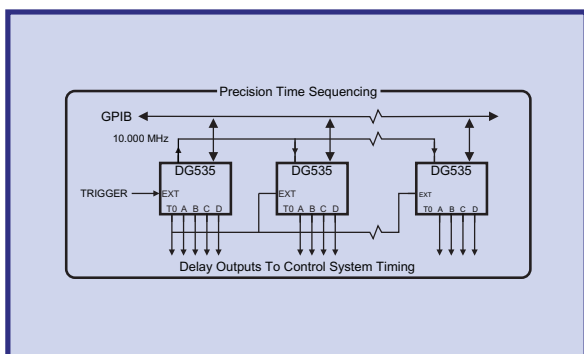 Precision Time Sequencing
GPIB
10.000 MHz
DG535 DG535 DG535
TRIGGER EXT EXT EXT
T0 A B C D T0 A B C D T0 A B C D
Delay Outputs To Control System Timing